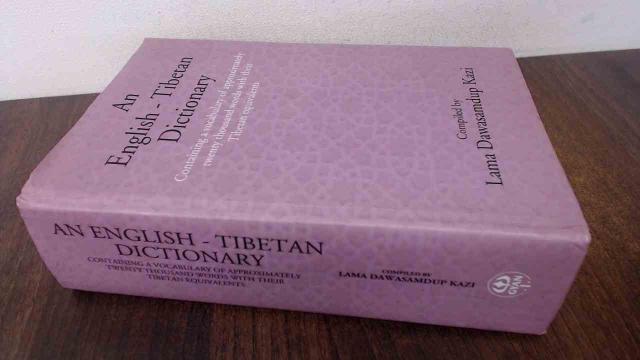 An
English - Tibetan
Dictionary
Containing a vocabulary of approximately
twenty thousand words with their
Tibetan equivalents
Compiled by
Lama Dawasamdup Kazi
AN ENGLISH - TIBETAN
DICTIONARY
CONTAINING A VOCABULARY OF APPROXIMATELY
TWENTY THOUSAND WORDS WITH THEIR
TIBETAN EQUIVALENTS
COMPILED BY
LAMA DAWASAMDUP KAZI
GYAN